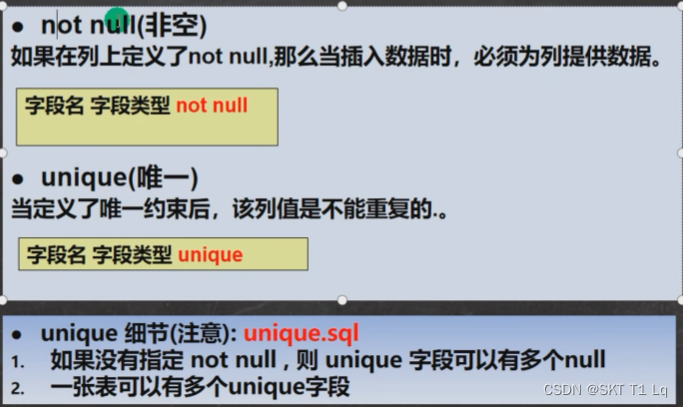 ● not null(非空)
如果在列上定义了not null,那么当插入数据时，必须为列提供数据。
字段名 字段类型 not null
● unique(唯一)
当定义了唯一约束后，该列值是不能重复的.。
字段名 字段类型 unique
● unique 细节(注意): unique.sql
1. 如果没有指定 not null , 则 unique 字段可以有多个null
2. 一张表可以有多个unique字段
CSDN @SKT T1 Lq